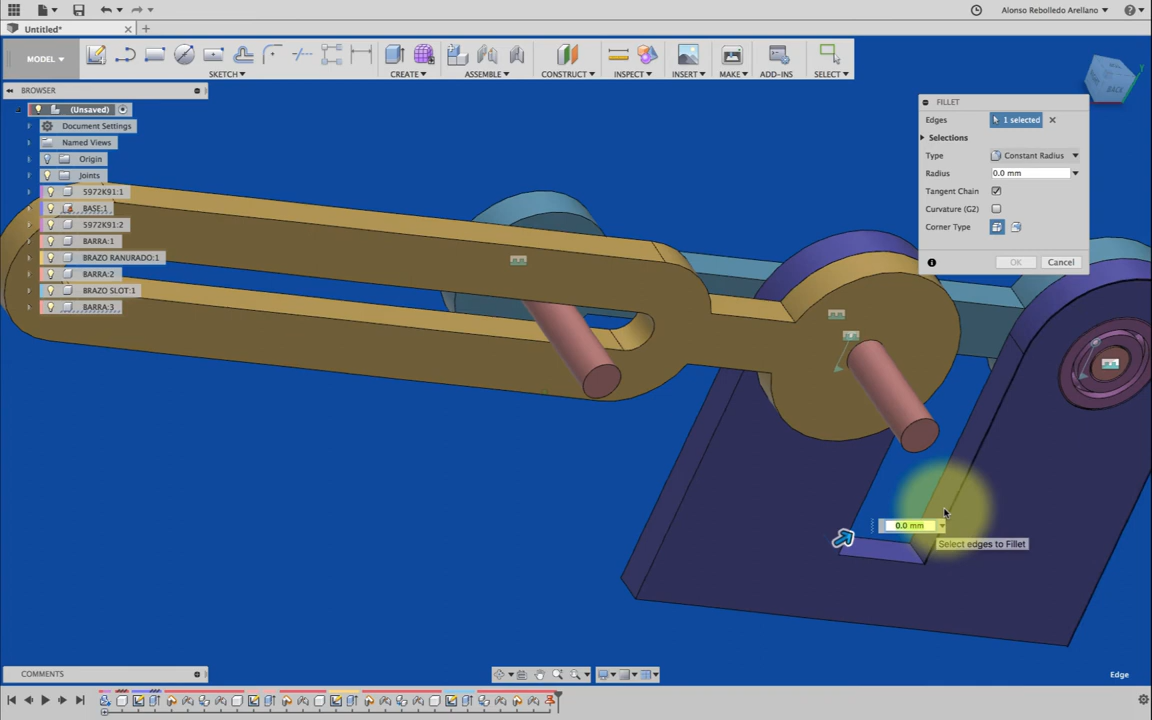 Alonso Rebolledo Arellano
Untitled*
MODEL
SKETCH
CREATE
ASSEMBLE
CONSTRUCT
INSPECT
INSERT
MAKE
ADD-INS
SELECT
BROWSER
(Unsaved)
Document Settings
Named Views
Origin
Joints
5972K91:1
BASE:1
5972K91:2
BARRA:1
BRAZO RANURADO:1
BARRA:2
BRAZO SLOT:1
BARRA:3
FILLET
Edges 1 selected
Selections
Type Constant Radius
Radius 0.0 mm
Tangent Chain
Curvature (G2)
Corner Type
OK Cancel
BACK
Y
0.0 mm
Select edges to Fillet
COMMENTS
Edge